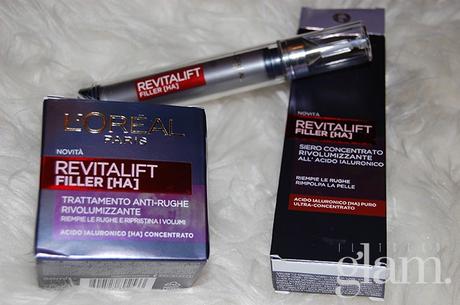 REVITALIFT
FILLER [HA]
L'ORÉAL
PARIS
NOVITÀ
REVITALIFT
FILLER [HA]
TRATTAMENTO ANTI-RUGHE
RIVOLUMIZZANTE
RIEMPIE LE RUGHE E RIPRISTINA I VOLUMI
ACIDO IALURONICO [HA] CONCENTRATO
NOVITÀ
REVITALIFT
FILLER [HA]
SIERO CONCENTRATO
RIVOLUMIZZANTE
ALL'ACIDO IALURONICO
RIEMPIE LE RUGHE
RIMPOLPA LA PELLE
ACIDO IALURONICO [HA] PURO
ULTRA-CONCENTRATO
glam.